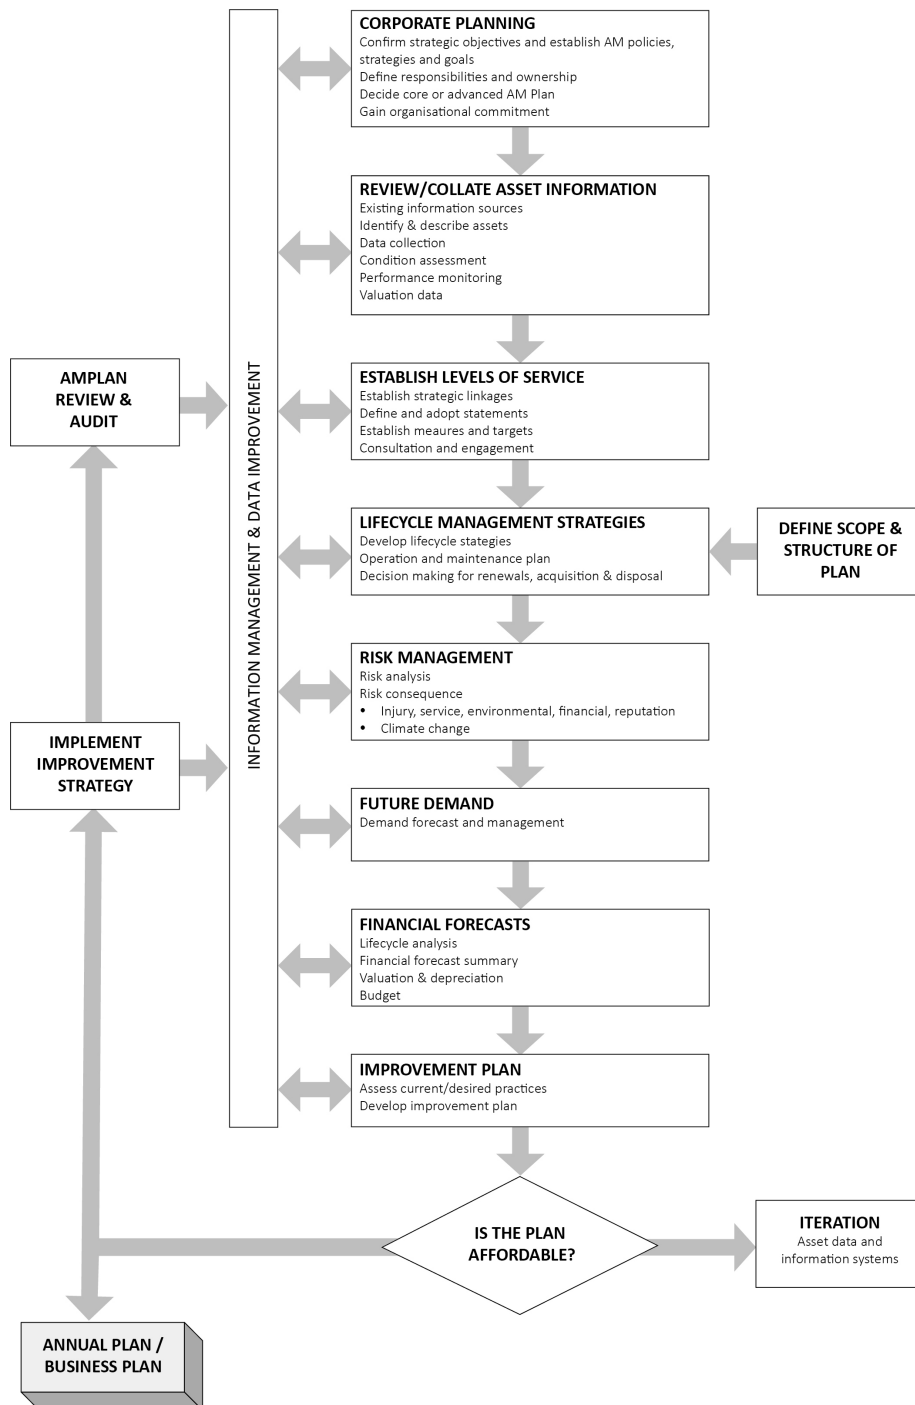 CORPORATE PLANNING
Confirm strategic objectives and establish AM policies,
strategies and goals
Define responsibilities and ownership
Decide core or advanced AM Plan
Gain organisational commitment
REVIEW/COLLATE ASSET INFORMATION
Existing information sources
Identify & describe assets
Data collection
Condition assessment
Performance monitoring
Valuation data
INFORMATION MANAGEMENT & DATA IMPROVEMENT
AMPLAN
REVIEW &
AUDIT
ESTABLISH LEVELS OF SERVICE
Establish strategic linkages
Define and adopt statements
Establish meaures and targets
Consultation and engagement
LIFECYCLE MANAGEMENT STRATEGIES
Develop lifecycle stategies
Operation and maintenance plan
Decision making for renewals, acquisition & disposal
DEFINE SCOPE &
STRUCTURE OF
PLAN
RISK MANAGEMENT
Risk analysis
Risk consequence
• Injury, service, environmental, financial, reputation
• Climate change
IMPLEMENT
IMPROVEMENT
STRATEGY
FUTURE DEMAND
Demand forecast and management
FINANCIAL FORECASTS
Lifecycle analysis
Financial forecast summary
Valuation & depreciation
Budget
IMPROVEMENT PLAN
Assess current/desired practices
Develop improvement plan
IS THE PLAN
AFFORDABLE?
ITERATION
Asset data and
information systems
ANNUAL PLAN /
BUSINESS PLAN